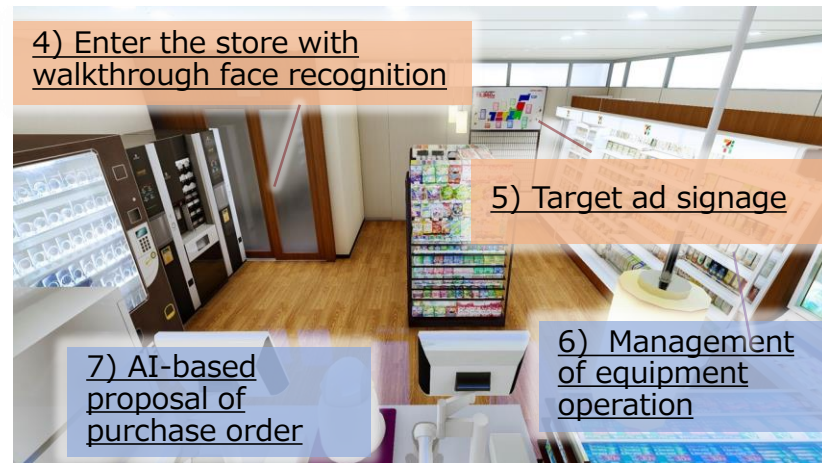 4) Enter the store with
walkthrough face recognition
5) Target ad signage
6) Management
of equipment
operation
7) AI-based
proposal of
purchase order